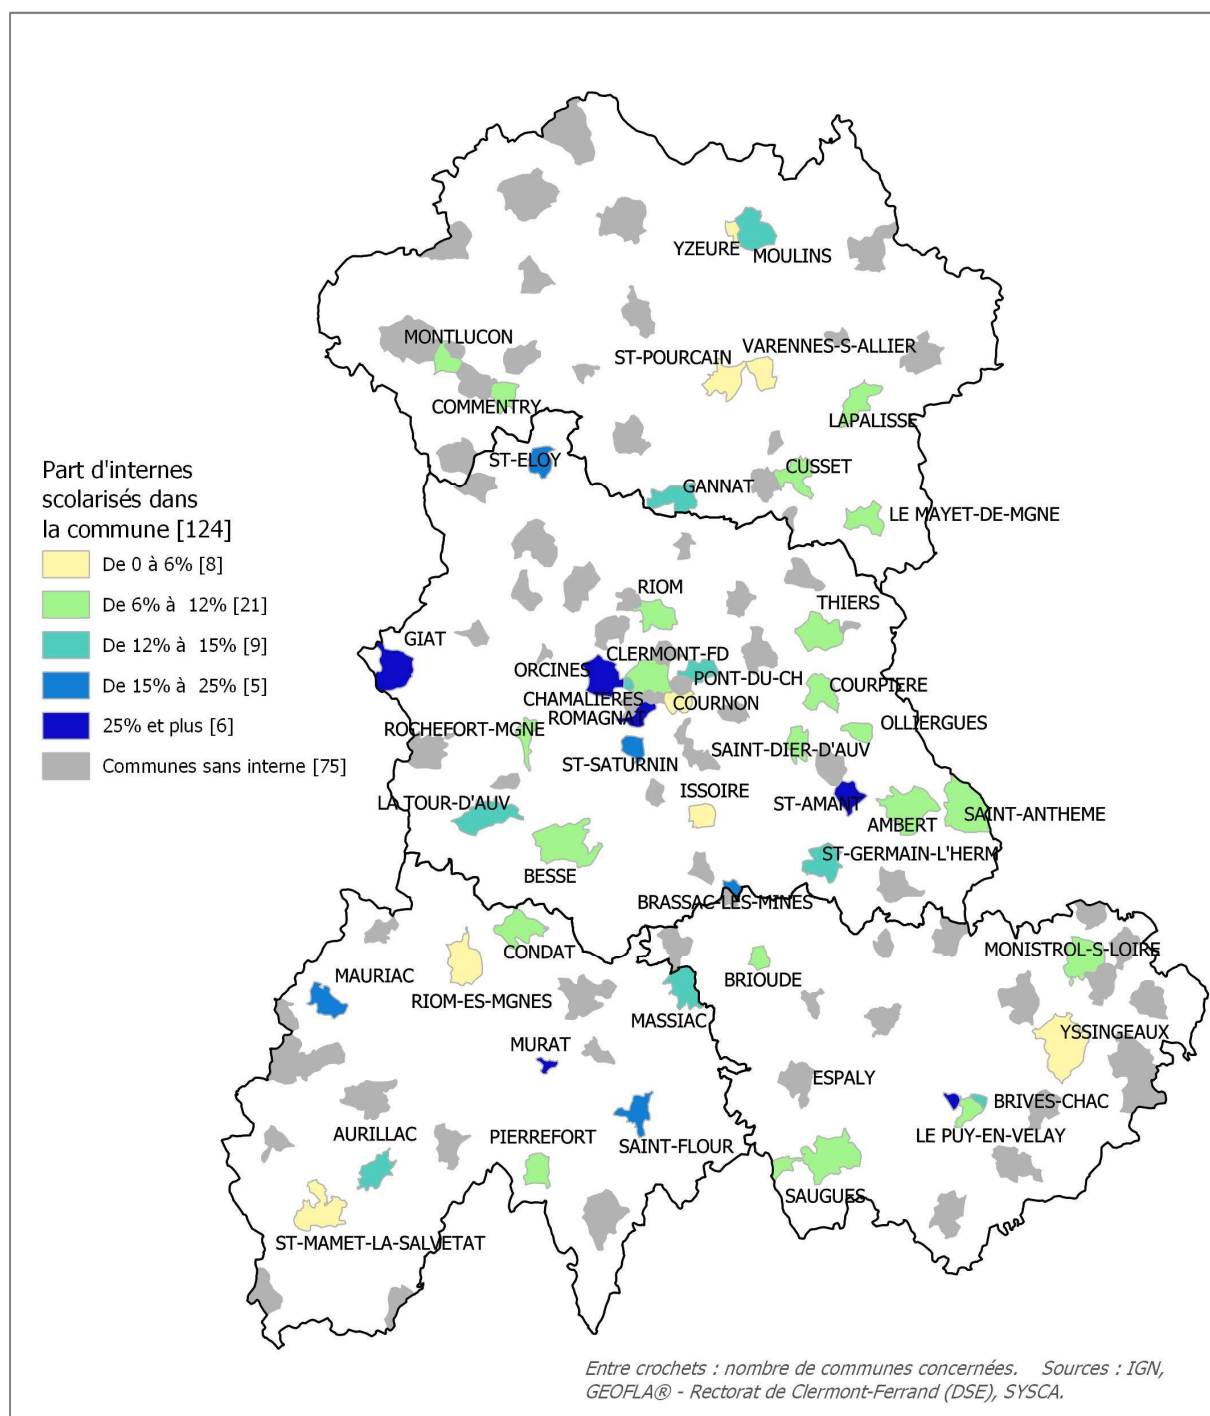 YZEURE
MOULINS
MONTLUCON
ST-POURCAIN
VARENNES-S-ALLIER
COMMENTRY
LAPALISSE
ST-ELOY
CUSSET
GANNAT
LE MAYET-DE-MGNE
Part d'internes
scolarisés dans
la commune [124]
De 0 à 6% [8]
De 6% à 12% [21]
De 12% à 15% [9]
De 15% à 25% [5]
25% et plus [6]
Communes sans interne [75]
RIOM
THIERS
GIAT
CLERMONT-FD
ORCINES
PONT-DU-CH
COURPIERE
CHAMALIERES
COURNON
ROMAGNAT
OLLIERGUES
ROCHEFORT-MGNE
SAINT-DIER-D'AUV
ST-SATURNIN
ISSOIRE
LA TOUR-D'AUV
ST-AMANT
SAINT-ANTHEME
AMBERT
ST-GERMAIN-L'HERM
BESSE
BRASSAC-LES-MINES
CONDAT
MONISTROL-S-LOIRE
MAURIAC
BRIOUDE
RIOM-ES-MGNES
MASSIAC
YSSINGEAUX
MURAT
ESPALY
BRIVES-CHAC
AURILLAC
PIERREFORT
SAINT-FLOUR
LE PUY-EN-VELAY
SAUGUES
ST-MAMET-LA-SALVETAT
Entre crochets : nombre de communes concernées. Sources : IGN,
GEOFLA® - Rectorat de Clermont-Ferrand (DSE), SYSCA.